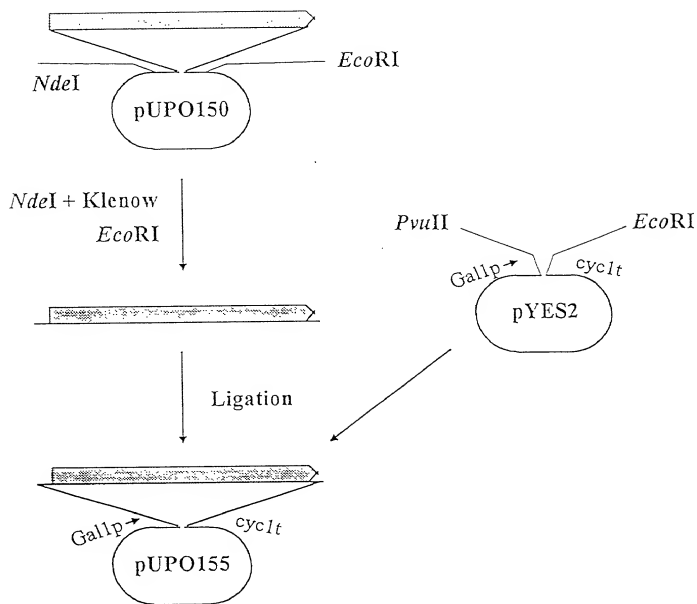 NdeI
EcoRI
pUPO150
NdeI + Klenow
EcoRI
PvuII
EcoRI
Gal1p
cyc1t
pYES2
Ligation
Gal1p
cyc1t
pUPO155